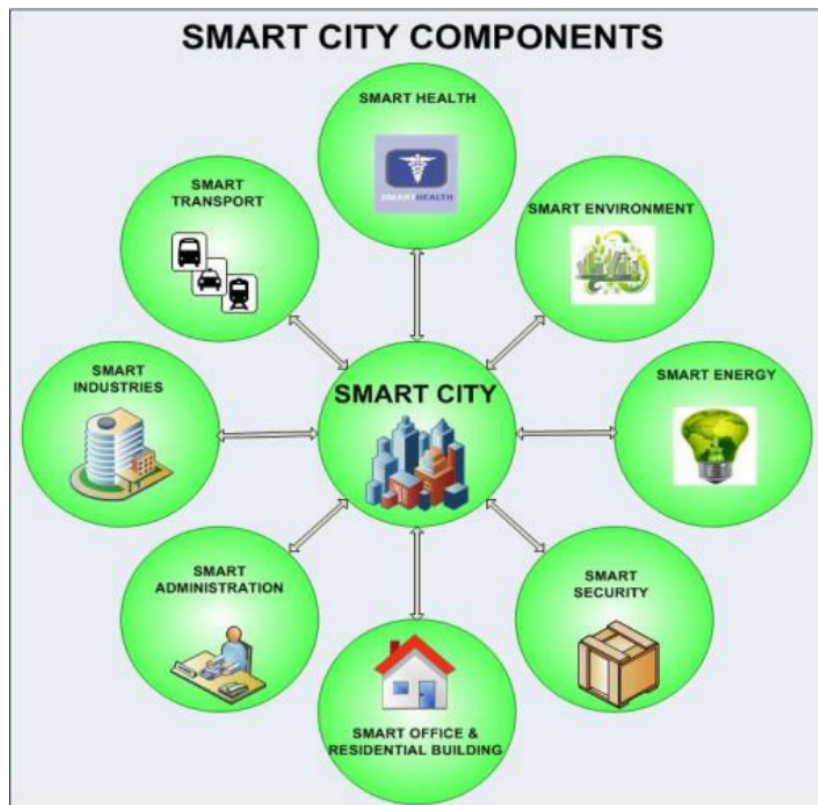 SMART CITY COMPONENTS
SMART HEALTH
SMARTHEALTH
SMART
TRANSPORT
SMART ENVIRONMENT
SMART
INDUSTRIES
SMART CITY
SMART ENERGY
SMART
ADMINISTRATION
SMART
SECURITY
SMART OFFICE &
RESIDENTIAL BUILDING